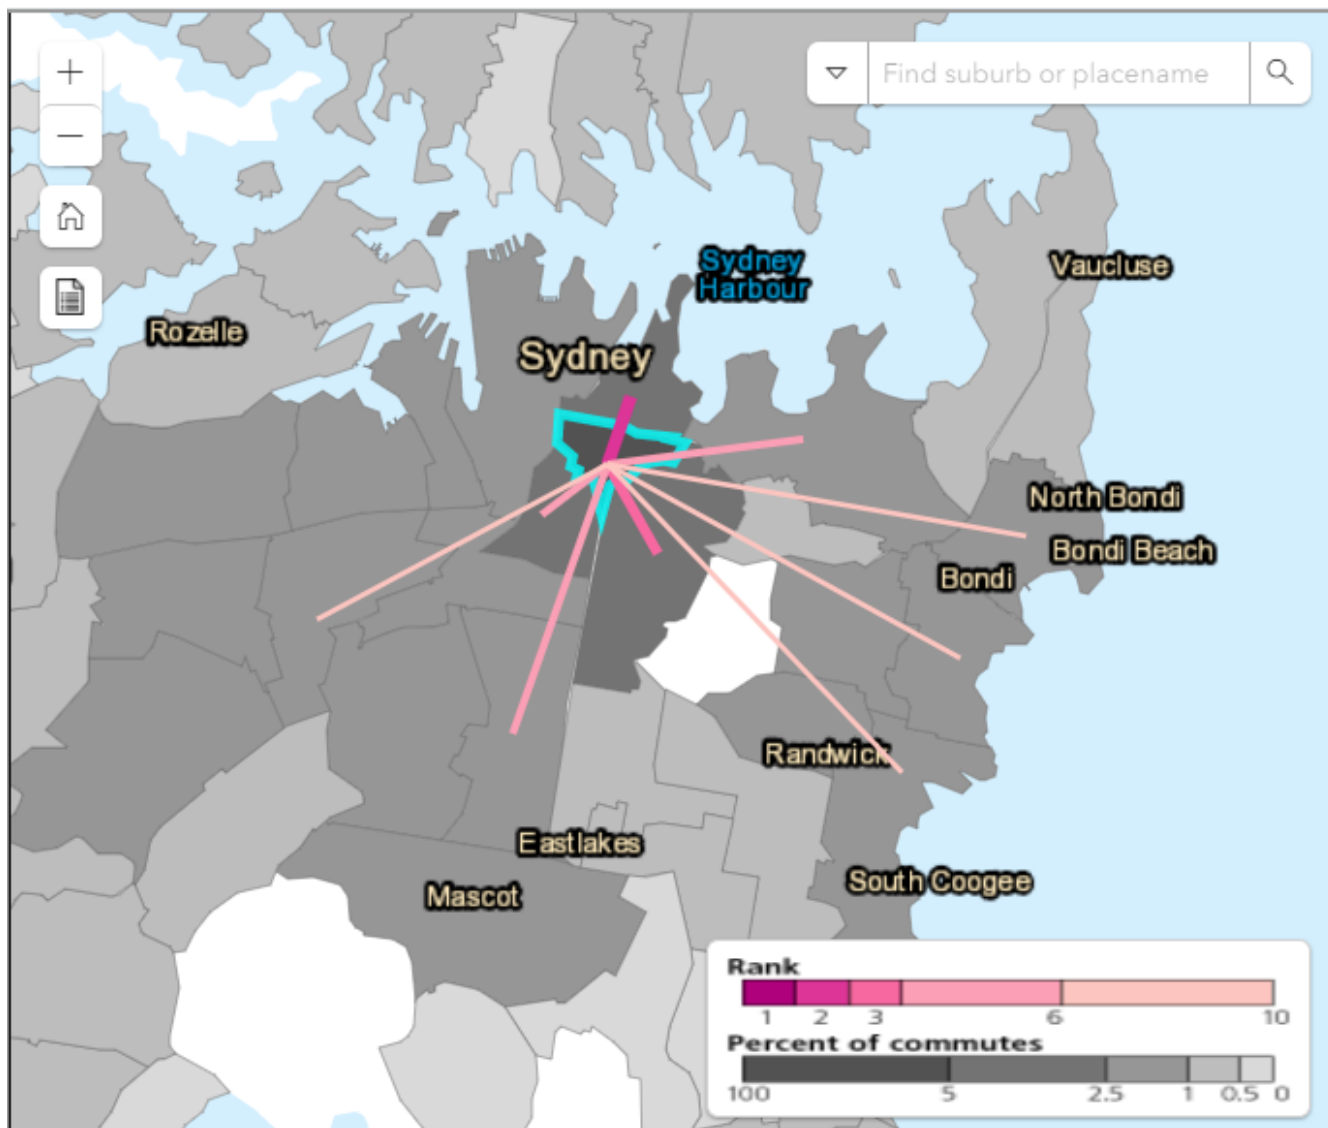 Find suburb or placename
Sydney
Harbour
Vaucluse
Rozelle
Sydney
North Bondi
Bondi Beach
Bondi
Randwick
Eastlakes
South Coogee
Mascot
Rank
1 2 3 6 10
Percent of commutes
100 5 2.5 1 0.5 0